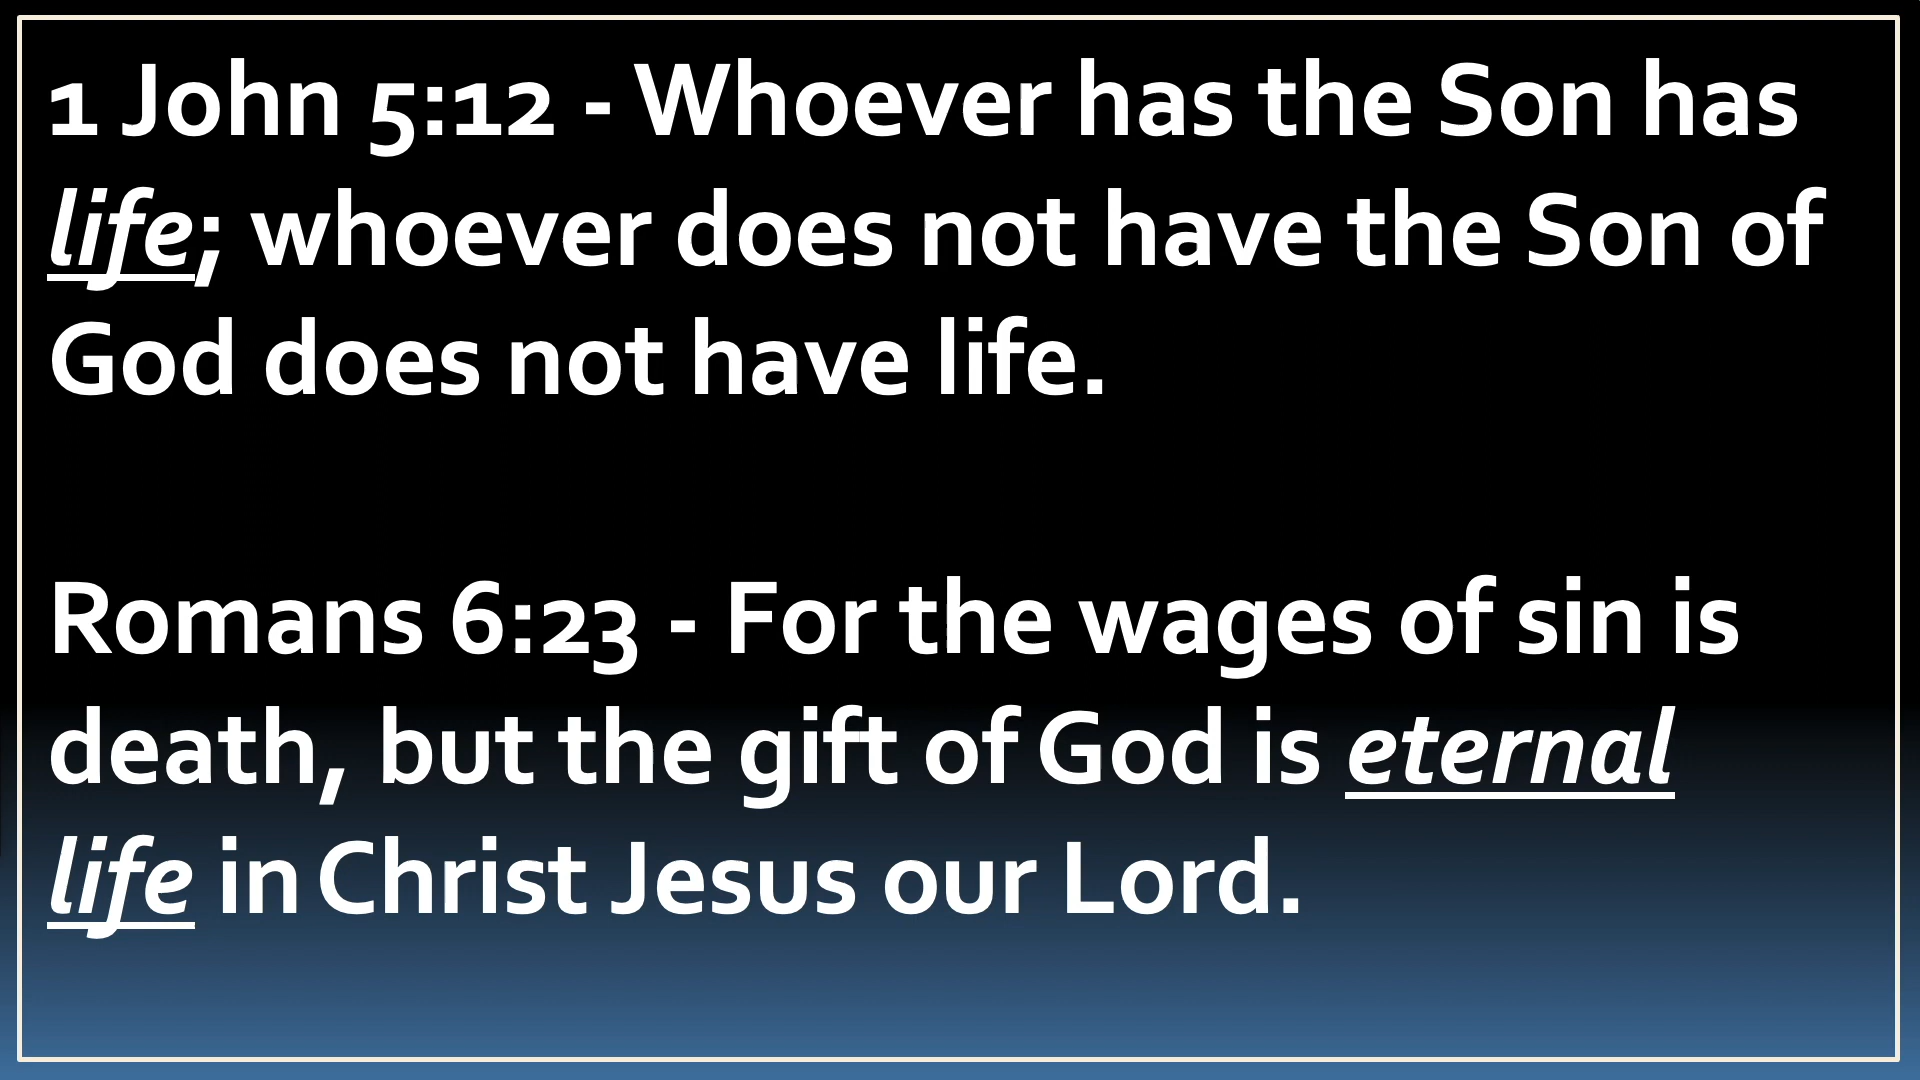 1 John 5:12 - Whoever has the Son has
life; whoever does not have the Son of
God does not have life.
Romans 6:23 - For the wages of sin is
death, but the gift of God is eternal
life in Christ Jesus our Lord.